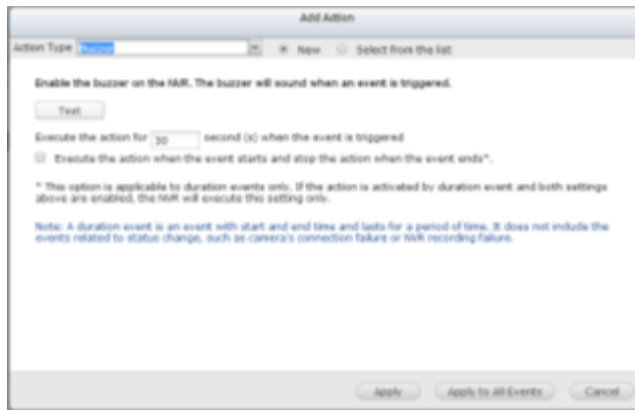 Add Action
Action Type Buzzer New Select from the list
Enable the buzzer on the NVR. The buzzer will sound when an event is triggered.
Test
Execute the action for 30 second (s) when the event is triggered
Execute the action when the event starts and stop the action when the event ends*.
* This option is applicable to duration events only. If the action is activated by duration event and both settings
above are enabled, the NVR will execute this setting only.
Note: A duration event is an event with start and end time and lasts for a period of time. It does not include the
events related to status change, such as camera's connection failure or NVR recording failure.
Apply Apply to All Events Cancel